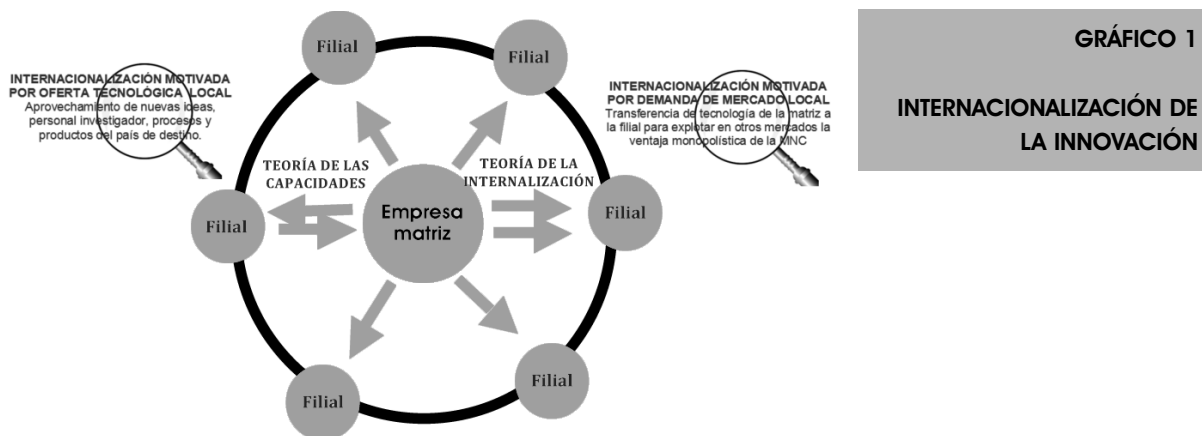 GRÁFICO 1
INTERNACIONALIZACIÓN DE
LA INNOVACIÓN
Filial
Filial
INTERNACIONALIZACIÓN MOTIVADA
POR OFERTA TECNOLÓGICA LOCAL
Aprovechamiento de nuevas ideas,
personal investigador, procesos y
productos del país de destino.
INTERNACIONALIZACIÓN MOTIVADA
POR DEMANDA DE MERCADO LOCAL
Transferencia de tecnología de la matriz a
la filial para explotar en otros mercados la
ventaja monopolística de la MNC
TEORÍA DE LAS
CAPACIDADES
TEORÍA DE LA
INTERNALIZACIÓN
Filial
Empresa
matriz
Filial
Filial
Filial